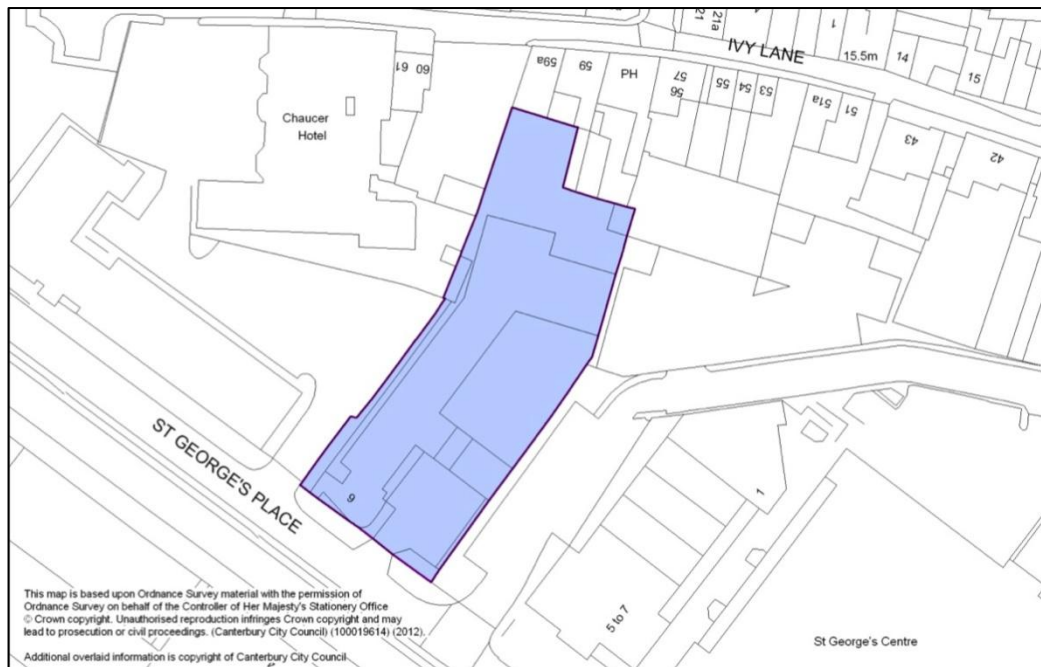 21
21a
1
IVY LANE
15.5m
14
15
61
60
59a
59
PH
57
56
55
54
53
51a
51
43
42
Chaucer
Hotel
ST GEORGE'S PLACE
9
1
5 to 7
St George's Centre
This map is based upon Ordnance Survey material with the permission of
Ordnance Survey on behalf of the Controller of Her Majesty's Stationery Office
© Crown copyright. Unauthorised reproduction infringes Crown copyright and may
lead to prosecution or civil proceedings. (Canterbury City Council) (100019614) (2012).
Additional overlaid information is copyright of Canterbury City Council